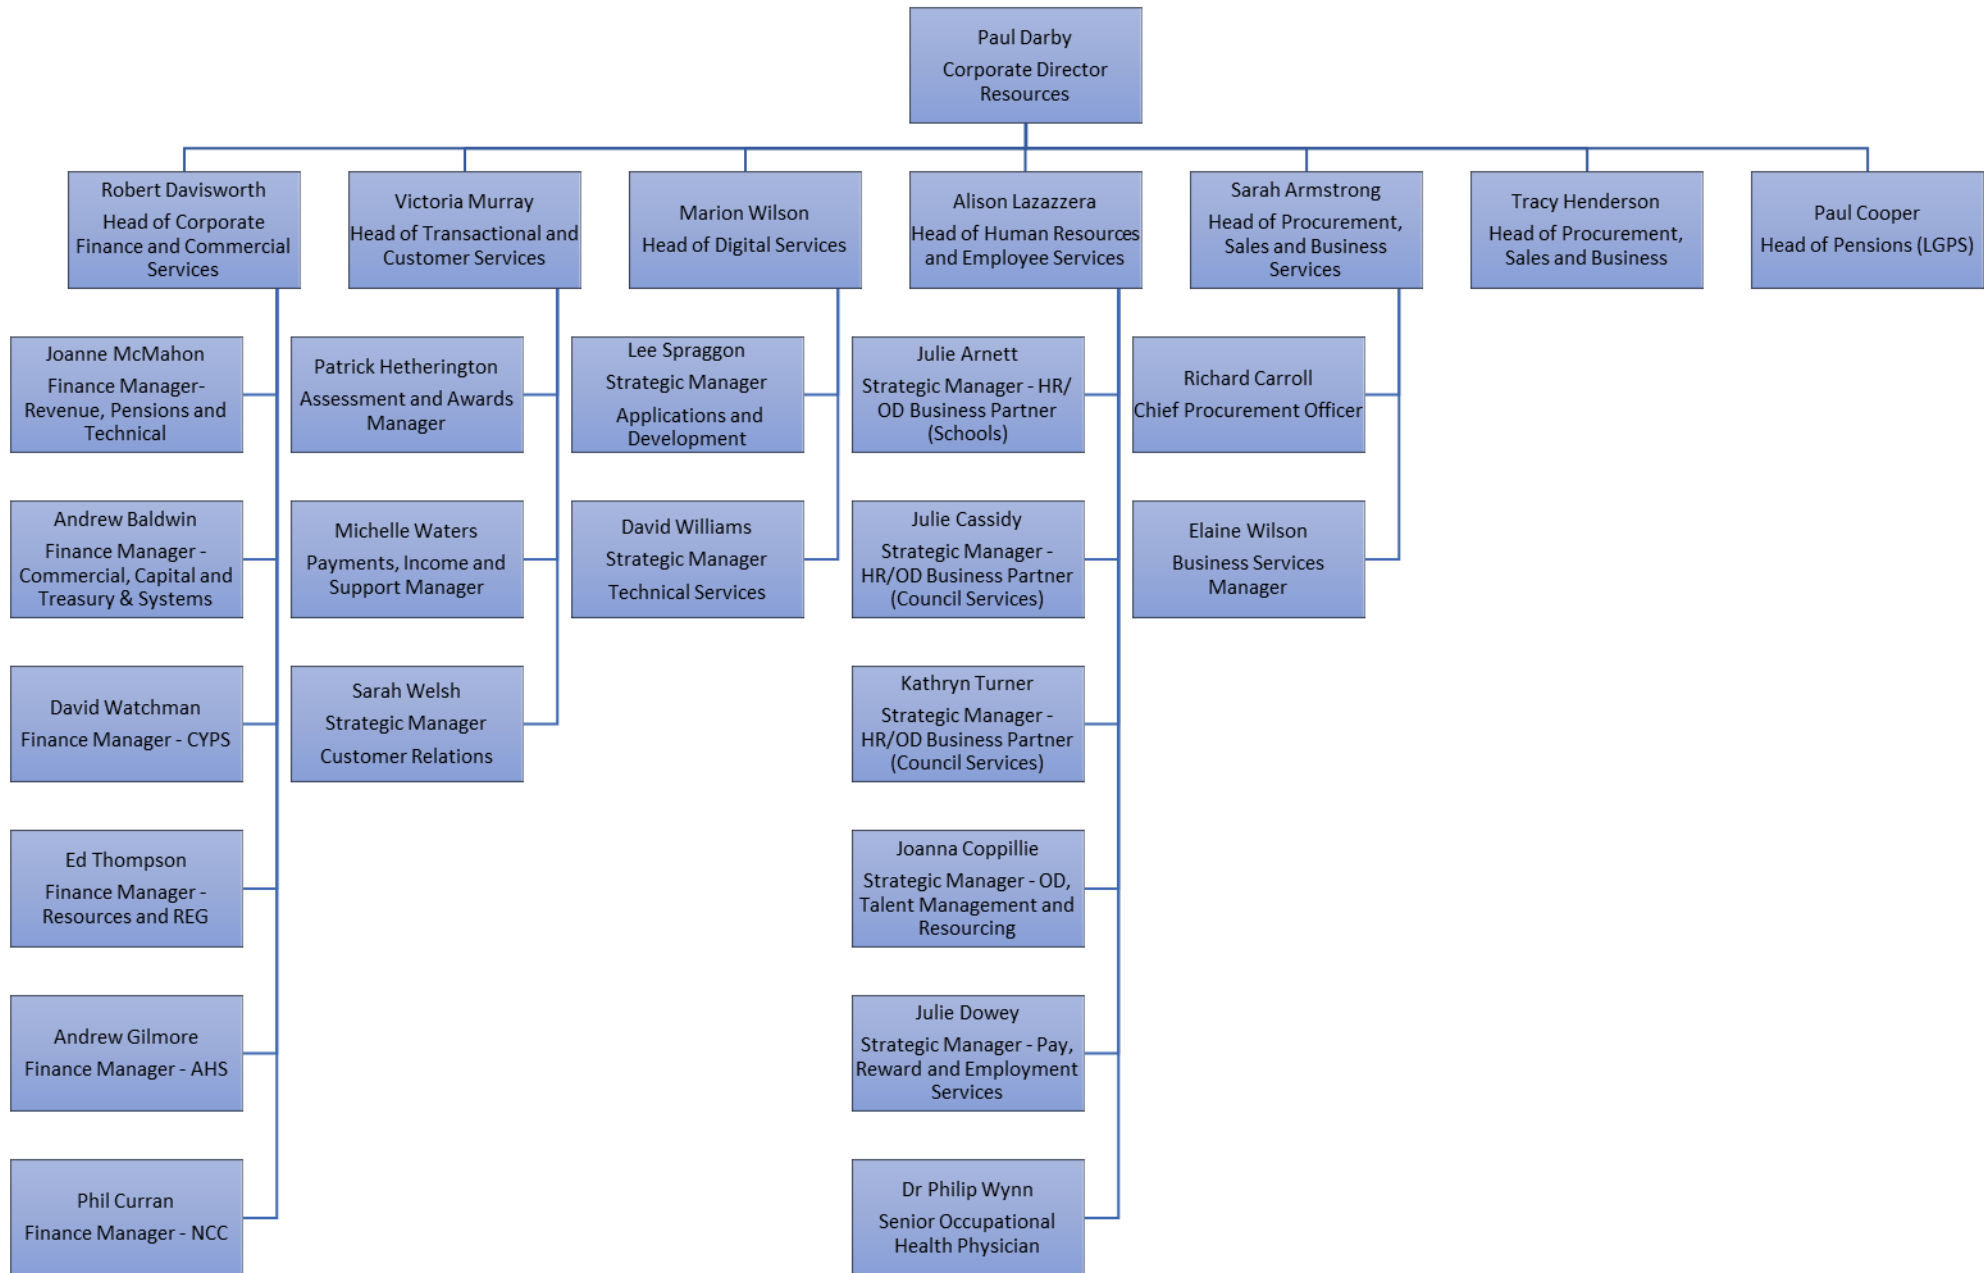 Paul Darby
Corporate Director
Resources
Robert Davisworth
Head of Corporate
Finance and Commercial
Services
Victoria Murray
Head of Transactional and
Customer Services
Marion Wilson
Head of Digital Services
Alison Lazazzera
Head of Human Resources
and Employee Services
Sarah Armstrong
Head of Procurement,
Sales and Business
Services
Tracy Henderson
Head of Procurement,
Sales and Business
Paul Cooper
Head of Pensions (LGPS)
Joanne McMahon
Finance Manager-
Revenue, Pensions and
Technical
Andrew Baldwin
Finance Manager -
Commercial, Capital and
Treasury & Systems
David Watchman
Finance Manager - CYPS
Ed Thompson
Finance Manager -
Resources and REG
Andrew Gilmore
Finance Manager - AHS
Phil Curran
Finance Manager - NCC
Patrick Hetherington
Assessment and Awards
Manager
Michelle Waters
Payments, Income and
Support Manager
Sarah Welsh
Strategic Manager
Customer Relations
Lee Spraggon
Strategic Manager
Applications and
Development
David Williams
Strategic Manager
Technical Services
Julie Arnett
Strategic Manager - HR/
OD Business Partner
(Schools)
Julie Cassidy
Strategic Manager -
HR/OD Business Partner
(Council Services)
Kathryn Turner
Strategic Manager -
HR/OD Business Partner
(Council Services)
Joanna Coppillie
Strategic Manager - OD,
Talent Management and
Resourcing
Julie Dowey
Strategic Manager - Pay,
Reward and Employment
Services
Dr Philip Wynn
Senior Occupational
Health Physician
Richard Carroll
Chief Procurement Officer
Elaine Wilson
Business Services
Manager